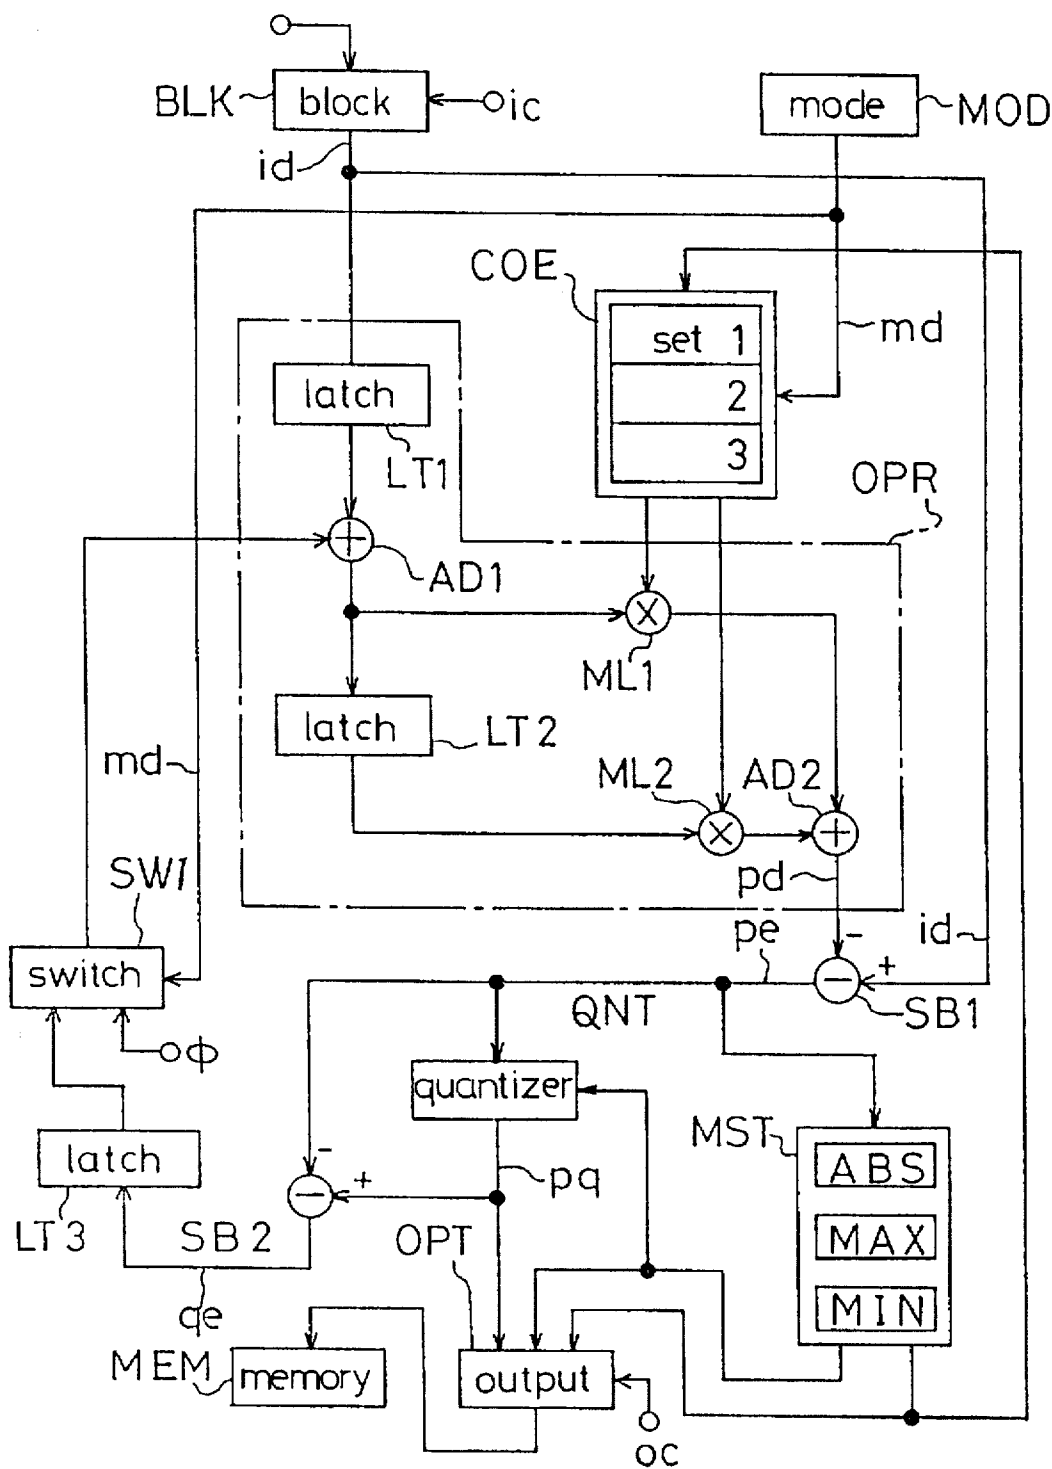 BLK
block
ic
mode
MOD
id
COE
set 1
2
3
md
latch
LT1
OPR
AD1
ML1
latch
LT2
md
ML2
AD2
SW1
pd
pe
id
switch
-
+
-
SB1
QNT
ϕ
quantizer
MST
ABS
latch
-
+
-
pq
LT3
SB2
OPT
MAX
qe
MIN
MEM
memory
output
oc